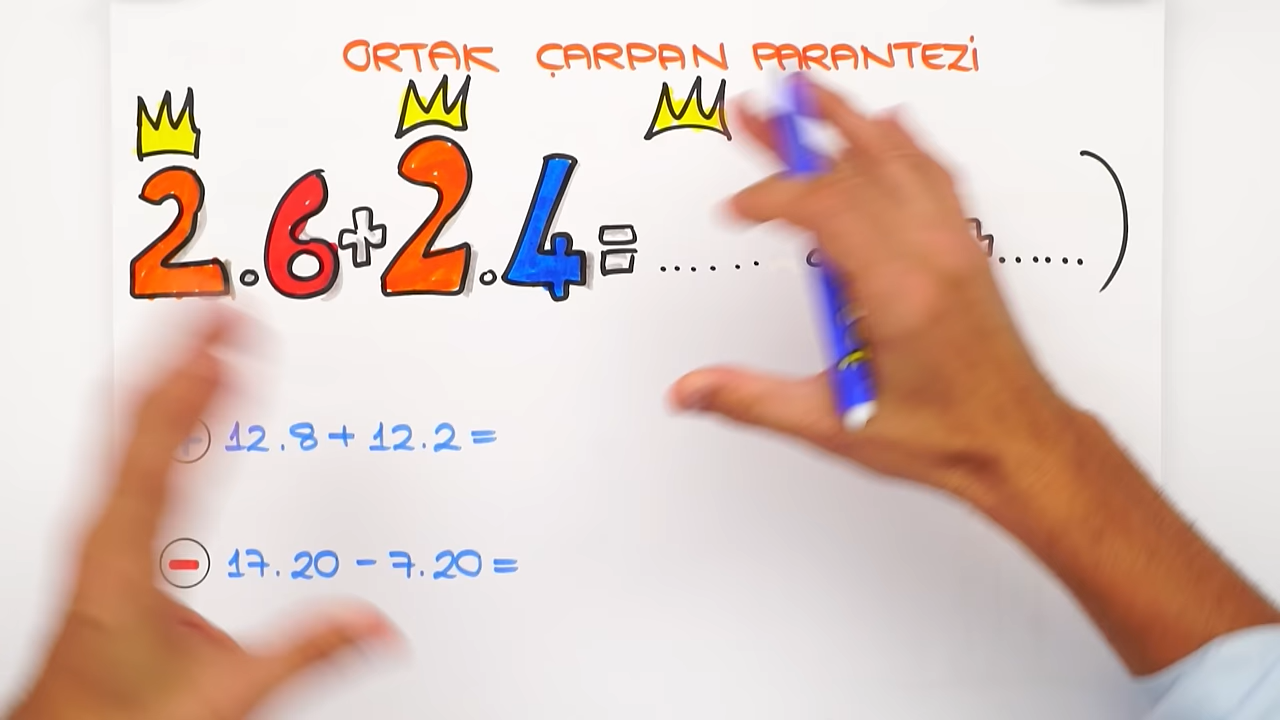 ORTAK ÇARPAN PARANTEZİ
2.6+2.4= ...... +......)
+ 12.8+12.2=
- 17.20-7.20=